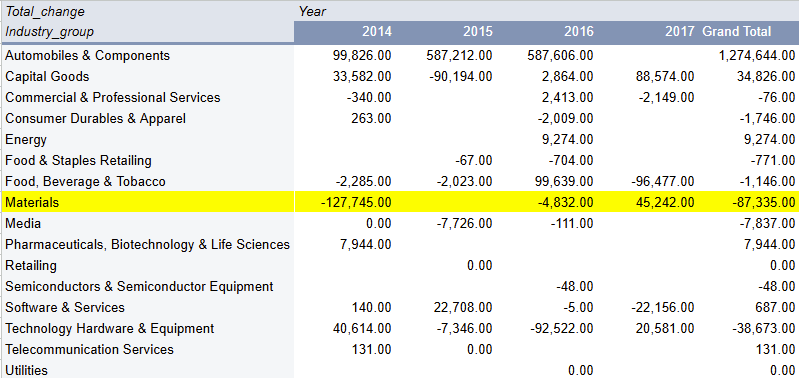 Total_change Year
Industry_group 2014 2015 2016 2017 Grand Total
Automobiles & Components 99,826.00 587,212.00 587,606.00 1,274,644.00
Capital Goods 33,582.00 -90,194.00 2,864.00 88,574.00 34,826.00
Commercial & Professional Services -340.00 2,413.00 -2,149.00 -76.00
Consumer Durables & Apparel 263.00 -2,009.00 -1,746.00
Energy 9,274.00 9,274.00
Food & Staples Retailing -67.00 -704.00 -771.00
Food, Beverage & Tobacco -2,285.00 -2,023.00 99,639.00 -96,477.00 -1,146.00
Materials -127,745.00 -4,832.00 45,242.00 -87,335.00
Media 0.00 -7,726.00 -111.00 -7,837.00
Pharmaceuticals, Biotechnology & Life Sciences 7,944.00 7,944.00
Retailing 0.00 0.00
Semiconductors & Semiconductor Equipment -48.00 -48.00
Software & Services 140.00 22,708.00 -5.00 -22,156.00 687.00
Technology Hardware & Equipment 40,614.00 -7,346.00 -92,522.00 20,581.00 -38,673.00
Telecommunication Services 131.00 0.00 131.00
Utilities 0.00 0.00